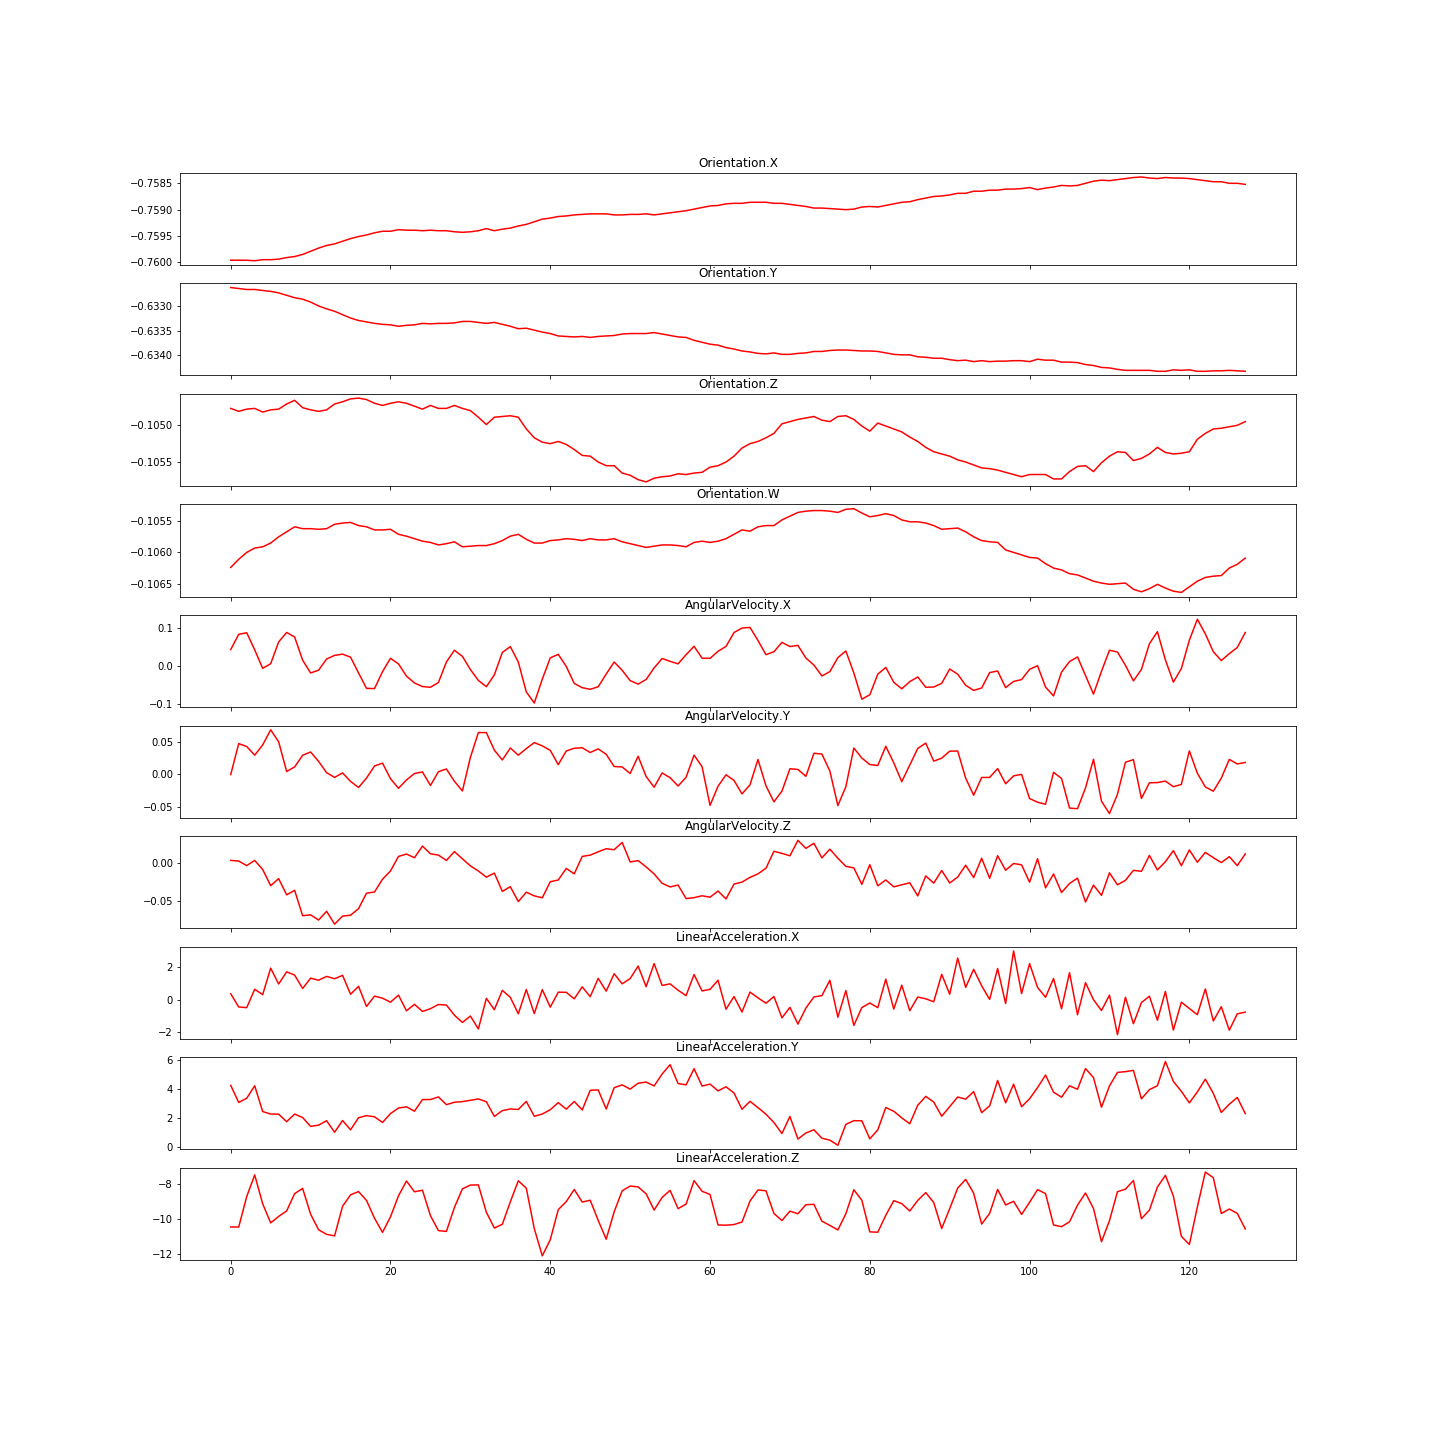 Orientation.X
−0.7585
−0.7590
−0.7595
−0.7600
Orientation.Y
−0.6330
−0.6335
−0.6340
Orientation.Z
−0.1050
−0.1055
Orientation.W
−0.1055
−0.1060
−0.1065
AngularVelocity.X
0.1
0.0
−0.1
AngularVelocity.Y
0.05
0.00
−0.05
AngularVelocity.Z
0.00
−0.05
LinearAcceleration.X
2
0
−2
LinearAcceleration.Y
6
4
2
0
LinearAcceleration.Z
−8
−10
−12
0 20 40 60 80 100 120